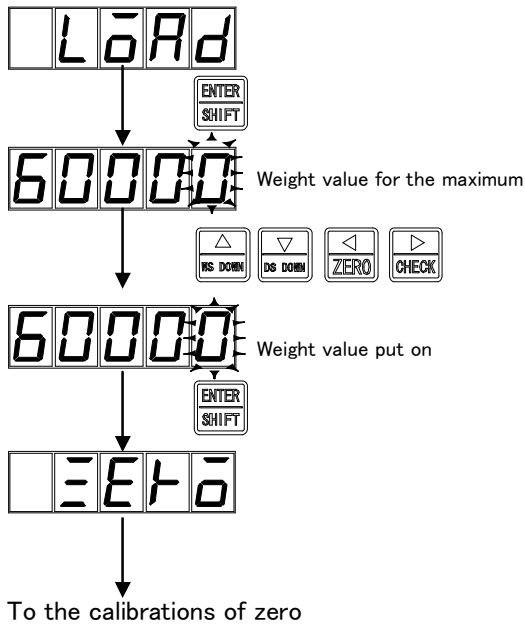 LoAd
ENTER
SHIFT
60000
Weight value for the maximum
WS DOWN DS DOWN ZERO CHECK
60000
Weight value put on
ENTER
SHIFT
ZEro
To the calibrations of zero